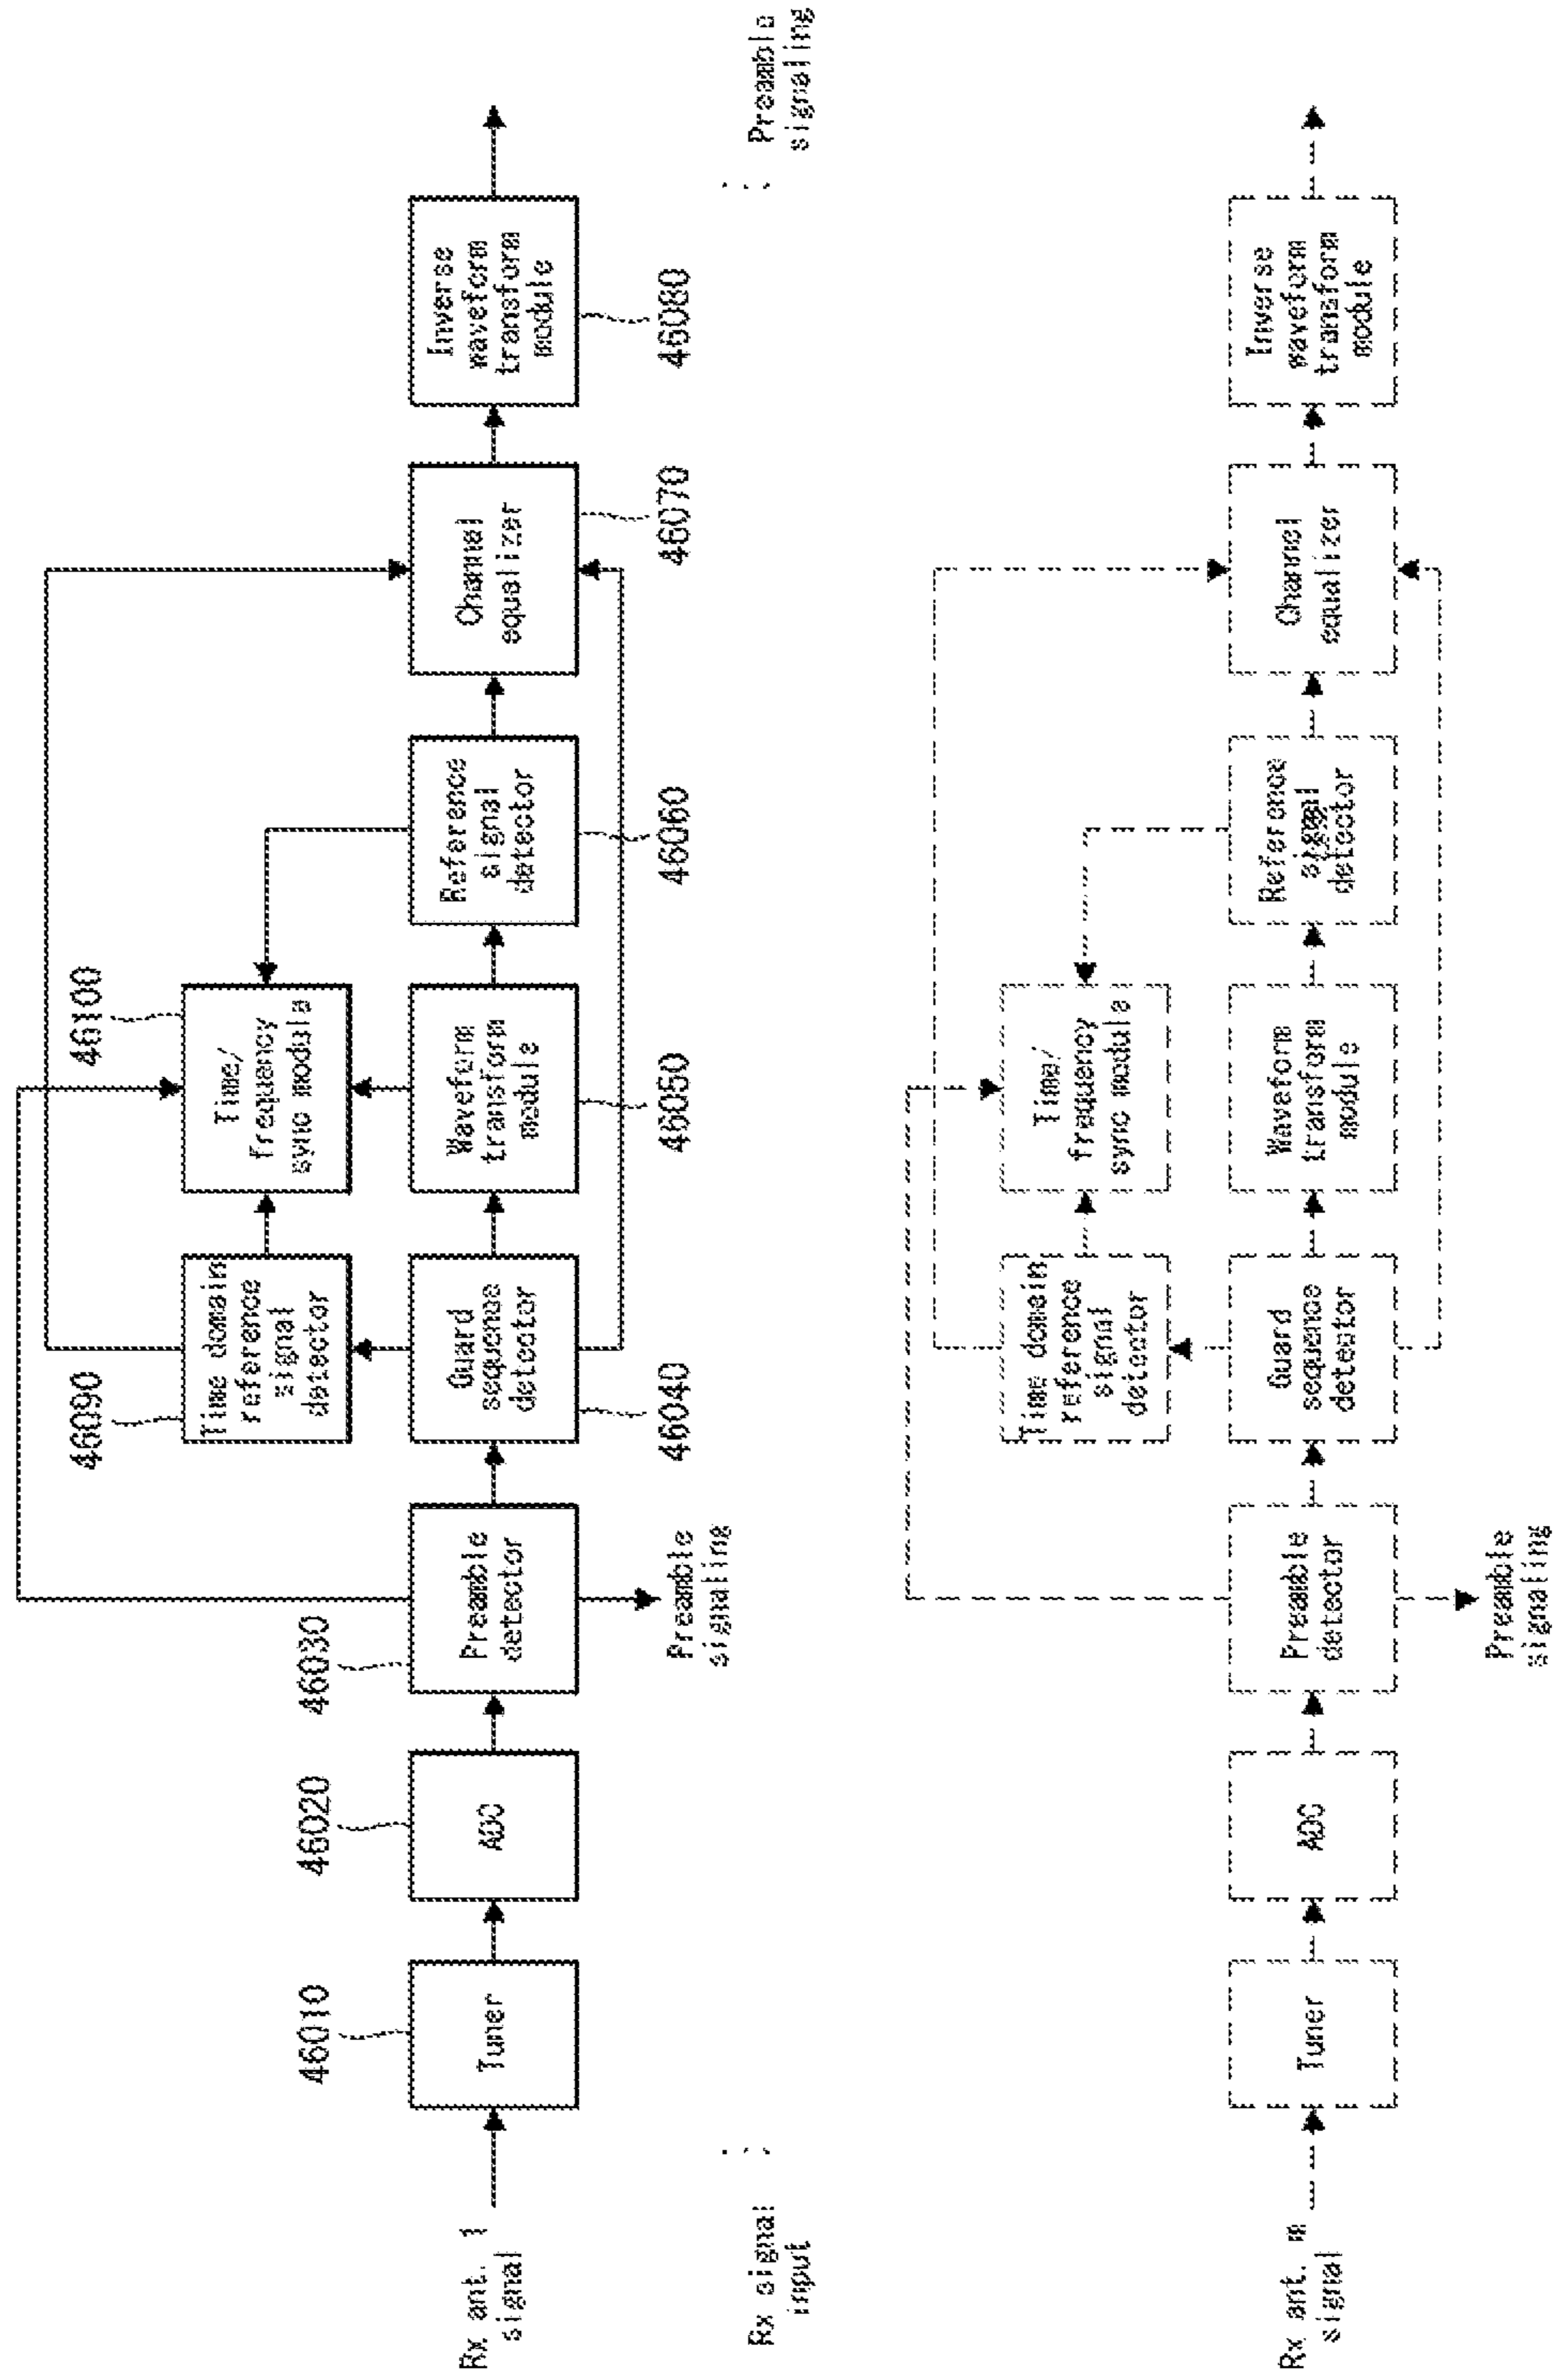 46100
46090
Time domain
reference
signal
detector
Time/
frequency
sync module
46010
46020
46030
Rx ant. 1
signal
Tuner
ADC
Preamble
detector
Guard
sequence
detector
Waveform
transform
module
Reference
signal
detector
Channel
equalizer
Inverse
waveform
transform
module
Preamble
signaling
46040
46050
46060
46070
46080
Rx signal
input
Preamble
signaling
Time domain
reference
signal
detector
Time/
frequency
sync module
Rx ant. m
signal
Tuner
ADC
Preamble
detector
Guard
sequence
detector
Waveform
transform
module
Reference
signal
detector
Channel
equalizer
Inverse
waveform
transform
module
Preamble
signaling